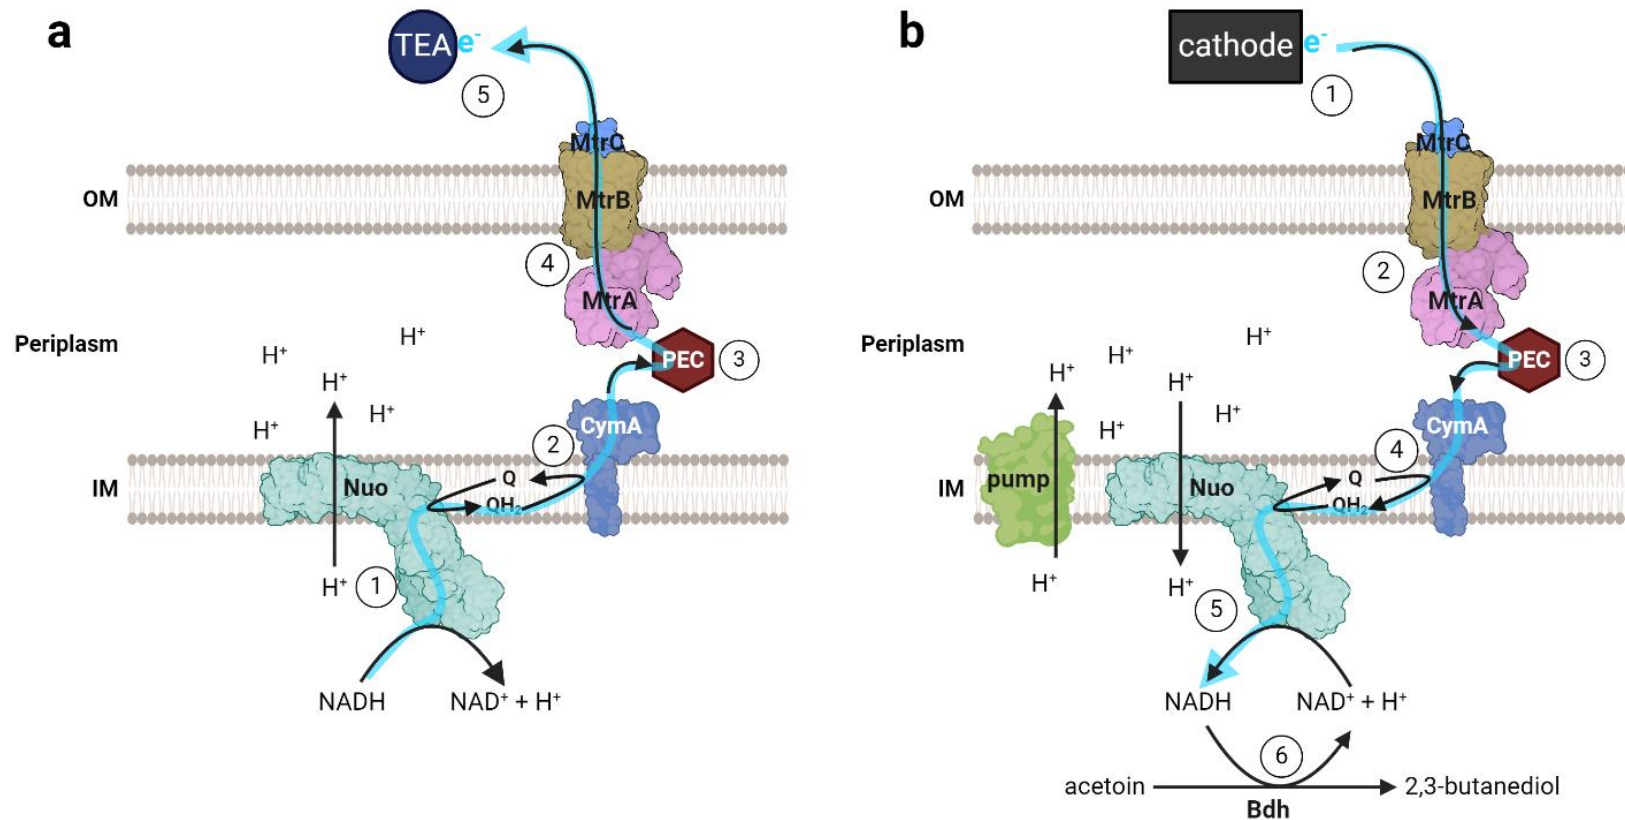 a
TEA e⁻
5
MtrC
OM
MtrB
4
MtrA
Periplasm
H⁺
H⁺
PEC
3
H⁺
H⁺
H⁺
CymA
2
IM
Nuo
Q
QH₂
H⁺
1
NADH
NAD⁺ + H⁺
b
cathode e⁻
1
MtrC
OM
MtrB
2
MtrA
Periplasm
H⁺
H⁺
PEC
3
H⁺
H⁺
H⁺
H⁺
CymA
4
IM
pump
Nuo
Q
QH₂
H⁺
H⁺
5
NADH
NAD⁺ + H⁺
6
acetoin
2,3-butanediol
Bdh